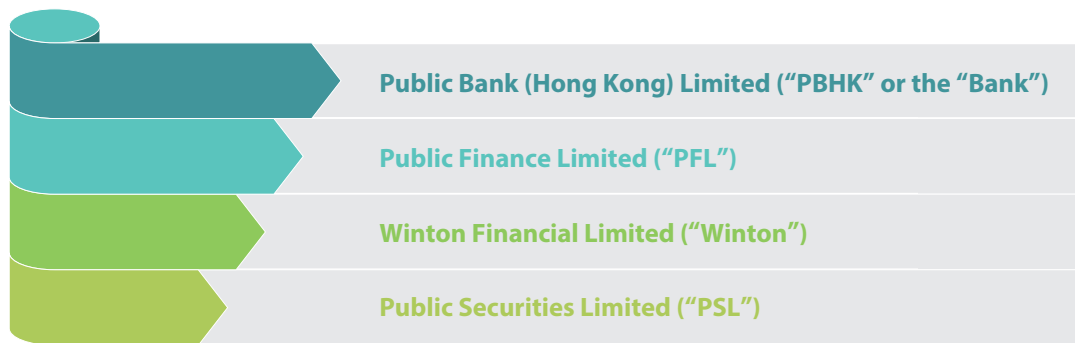 Public Bank (Hong Kong) Limited (“PBHK” or the “Bank”)
Public Finance Limited (“PFL”)
Winton Financial Limited (“Winton”)
Public Securities Limited (“PSL”)